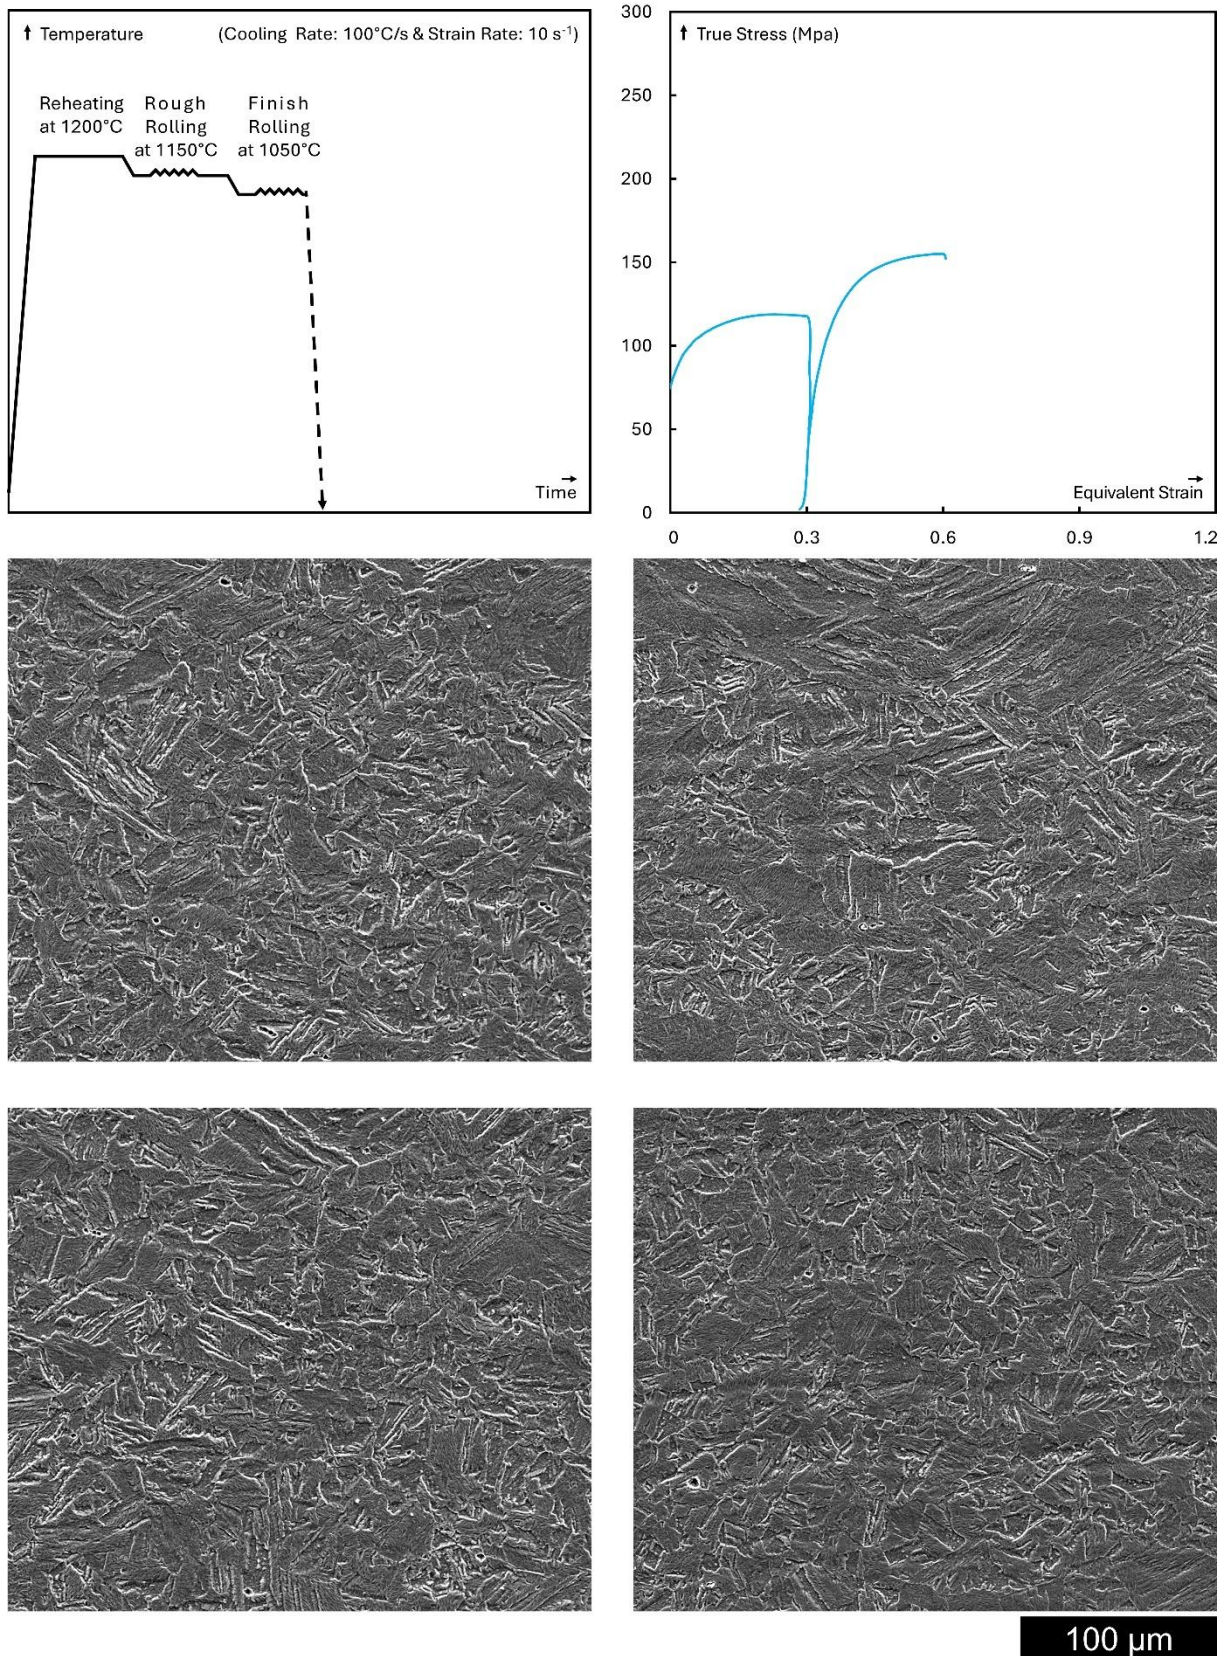 ↑ Temperature (Cooling Rate: 100°C/s & Strain Rate: 10 s⁻¹)
Reheating
at 1200°C
Rough
Rolling
at 1150°C
Finish
Rolling
at 1050°C
→
Time
300
↑ True Stress (Mpa)
250
200
150
100
50
0
→
Equivalent Strain
0 0.3 0.6 0.9 1.2
100 µm